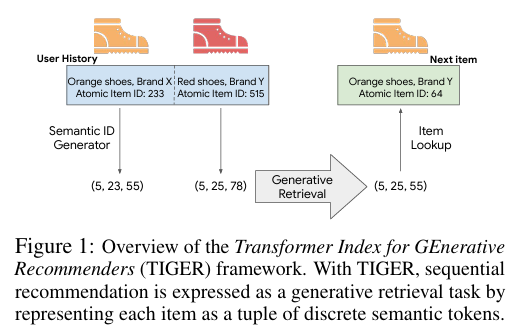 User History
Next item
Orange shoes, Brand X
Atomic Item ID: 233
Red shoes, Brand Y
Atomic Item ID: 515
Orange shoes, Brand Y
Atomic Item ID: 64
Semantic ID
Generator
Item
Lookup
(5, 23, 55)
(5, 25, 78)
Generative
Retrieval
(5, 25, 55)
Figure 1: Overview of the Transformer Index for GEnerative
Recommenders (TIGER) framework. With TIGER, sequential
recommendation is expressed as a generative retrieval task by
representing each item as a tuple of discrete semantic tokens.